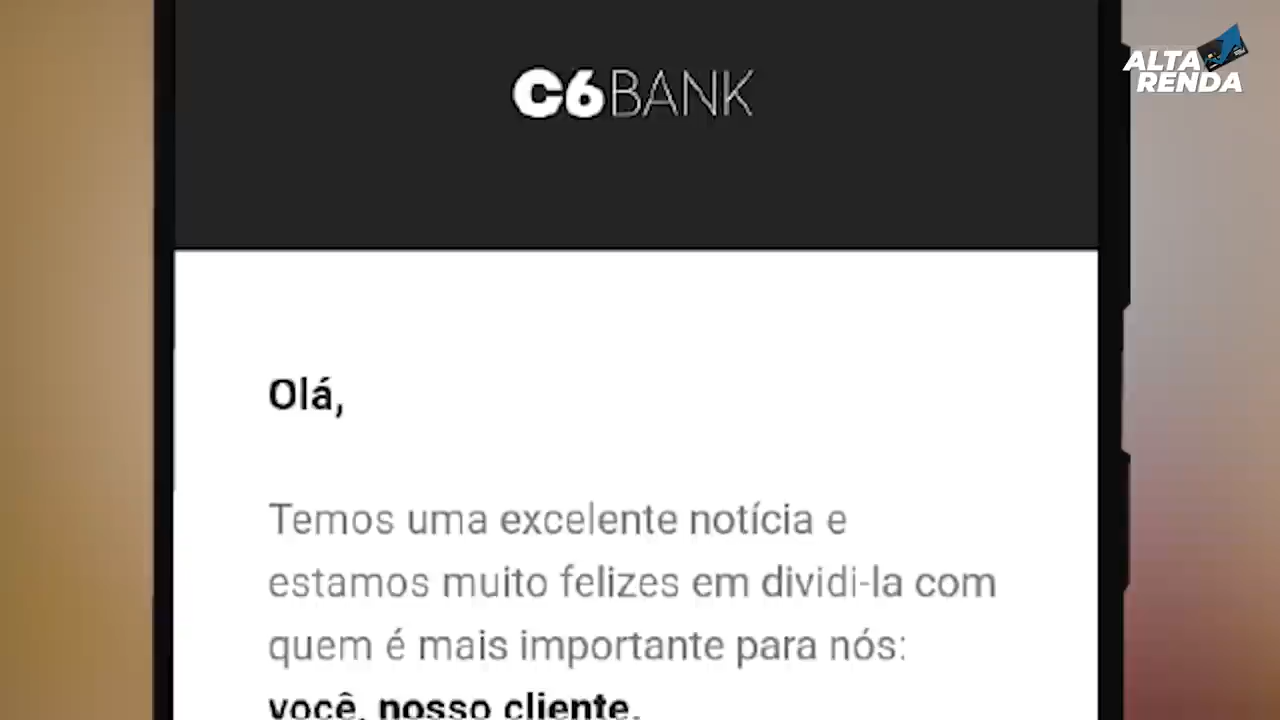 C6BANK
ALTA
RENDA
Olá,
Temos uma excelente notícia e
estamos muito felizes em dividi-la com
quem é mais importante para nós:
você, nosso cliente.